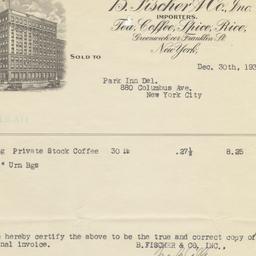 B. Fischer & Co., Inc.
IMPORTERS.
Tea, Coffee, Spice, Rice,
Greenwich cor Franklin St.
New York.
SOLD TO
Dec. 30th, 193
Park Inn Del.
880 Columbus Ave.
New York City
g Private Stock Coffee 30 lb .27½ 8.25
" Urn Bgs
e hereby certify the above to be the true and correct copy of
nal invoice.
B.FISCHER & CO., INC.,